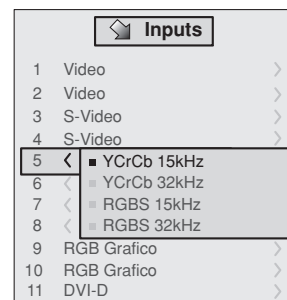 Inputs
1 Video
2 Video
3 S-Video
4 S-Video
5 YCrCb 15kHz
6 YCrCb 32kHz
7 RGBS 15kHz
8 RGBS 32kHz
9 RGB Grafico
10 RGB Grafico
11 DVI-D